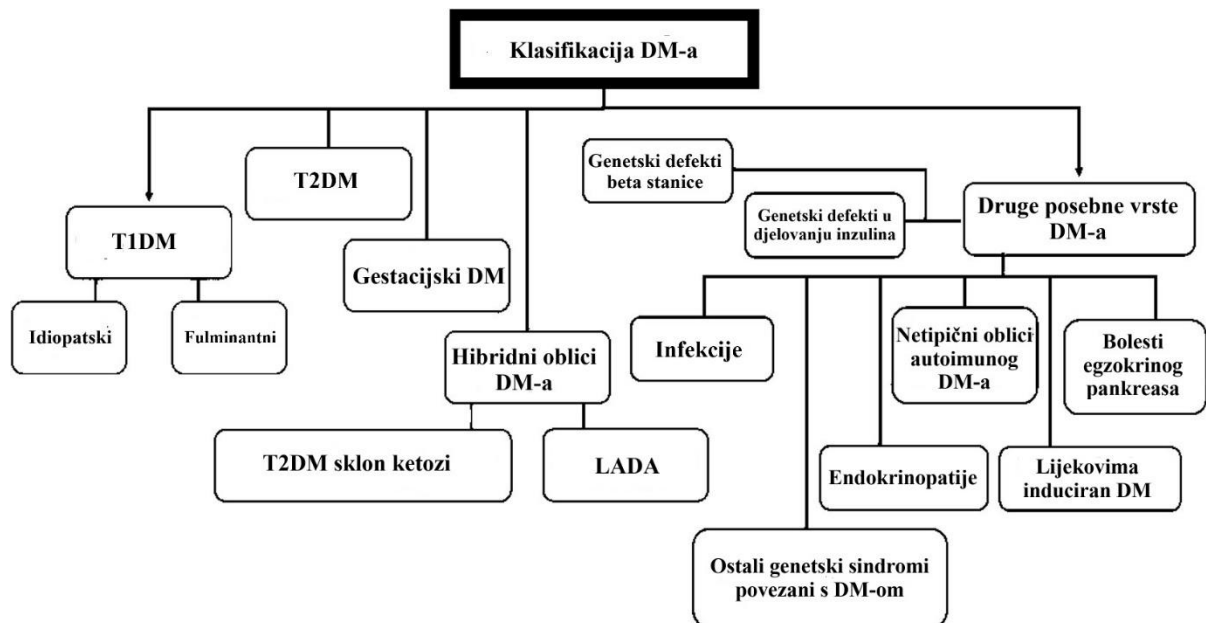 Klasifikacija DM-a
T1DM
Idiopatski
Fulminantni
T2DM
Gestacijski DM
Hibridni oblici
DM-a
T2DM sklon ketozi
LADA
Genetski defekti
beta stanice
Genetski defekti u
djelovanju inzulina
Druge posebne vrste
DM-a
Infekcije
Ostali genetski sindromi
povezani s DM-om
Endokrinopatije
Netipični oblici
autoimunog
DM-a
Lijekovima
induciran DM
Bolesti
egzokrinog
pankreasa